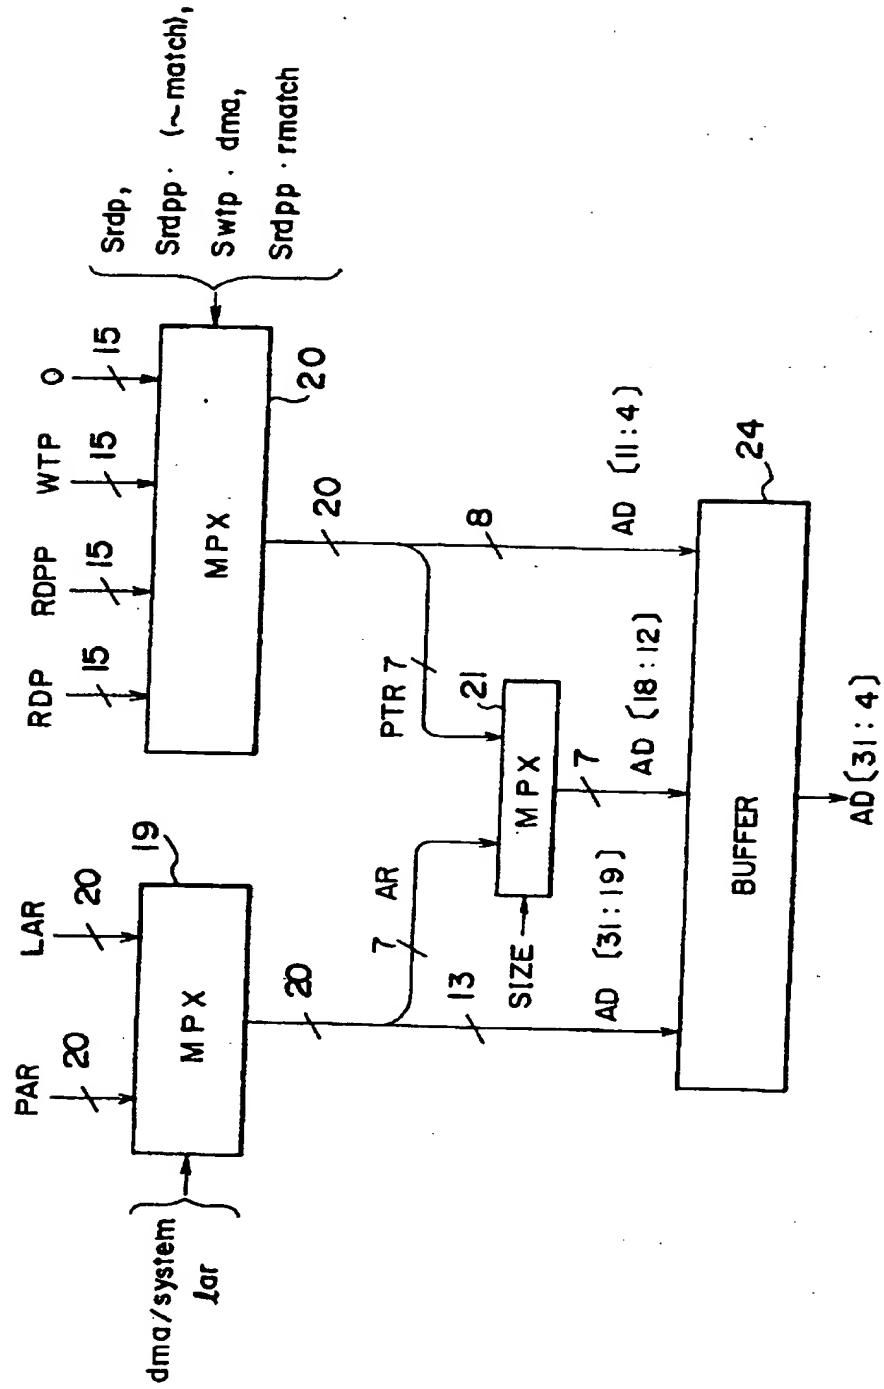 dma/system
lar
PAR
20
LAR
20
19
MPX
RDP
15
RDPP
15
WTP
15
0
15
MPX
20
Srdp,
Srdpp · (~match),
Swtp · dma,
Srdpp · rmatch
20
7
AR
13
SIZE
AD [31:19]
20
PTR 7
21
MPX
7
AD [18:12]
8
AD [11:4]
24
BUFFER
AD[31:4]